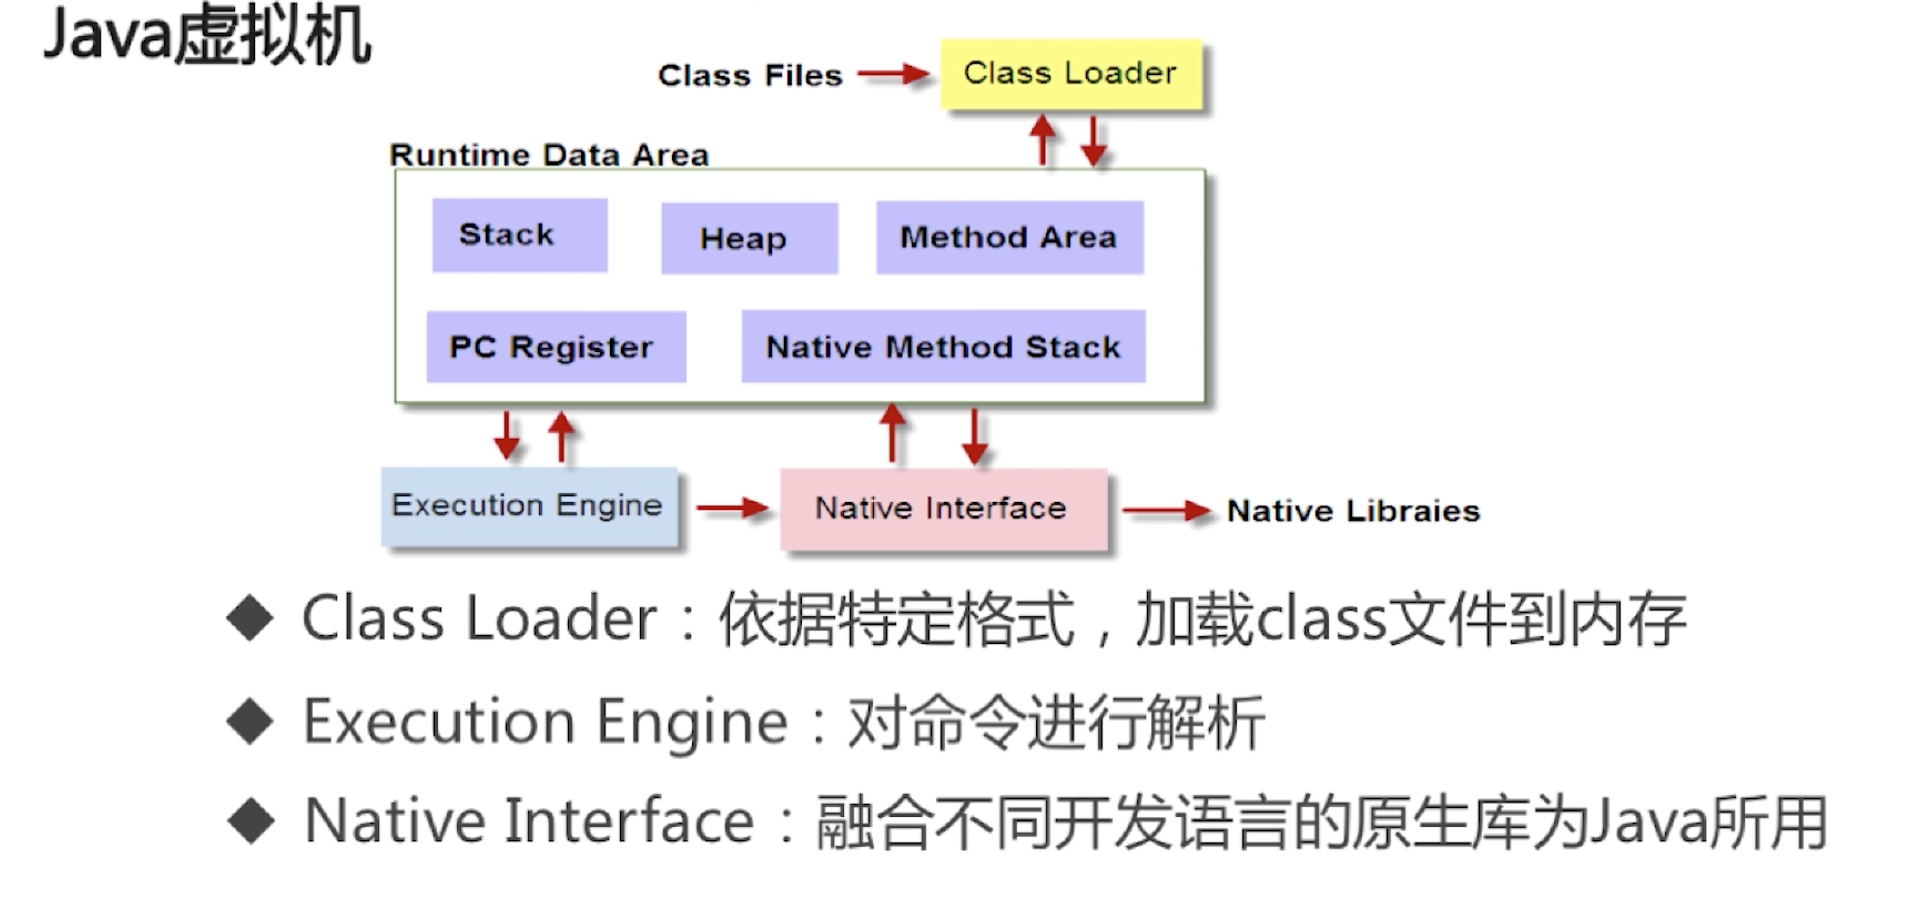 Java虚拟机
Class Files
Class Loader
Runtime Data Area
Stack
Heap
Method Area
PC Register
Native Method Stack
Execution Engine
Native Interface
Native Libraies
◆ Class Loader：依据特定格式，加载class文件到内存
◆ Execution Engine：对命令进行解析
◆ Native Interface：融合不同开发语言的原生库为Java所用